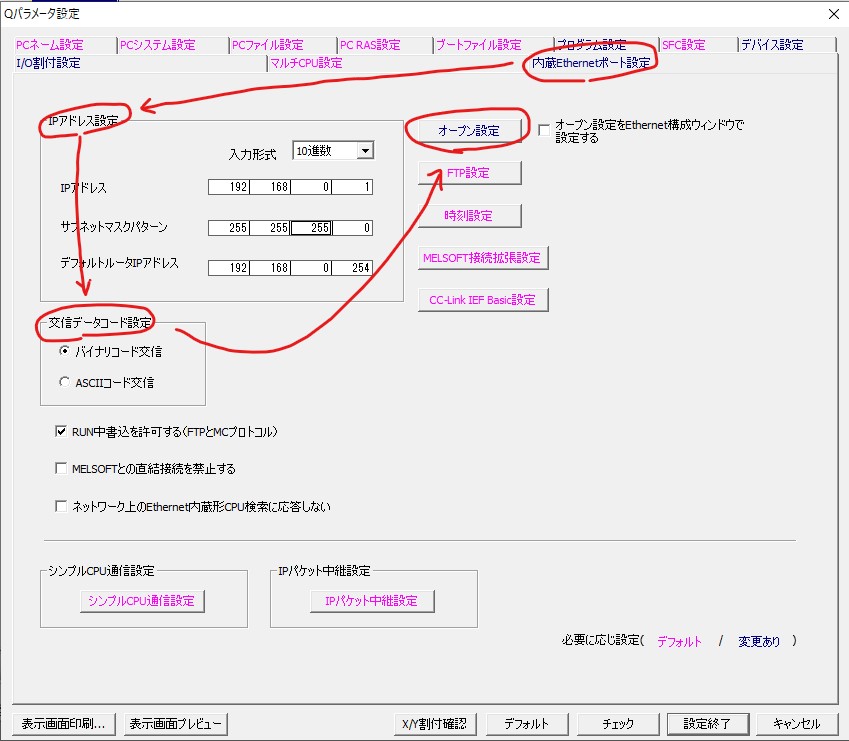 Qパラメータ設定
PCネーム設定 PCシステム設定 PCファイル設定 PC RAS設定 ブートファイル設定 プログラム設定 SFC設定 デバイス設定
I/O割付設定 マルチCPU設定 内蔵Ethernetポート設定
IPアドレス設定
入力形式 10進数
IPアドレス 192 168 0 1
サブネットマスクパターン 255 255 255 0
デフォルトルータIPアドレス 192 168 0 254
オープン設定
オープン設定をEthernet構成ウィンドウで
設定する
FTP設定
時刻設定
MELSOFT接続拡張設定
CC-Link IEF Basic設定
交信データコード設定
バイナリコード交信
ASCIIコード交信
RUN中書込を許可する(FTPとMCプロトコル)
MELSOFTとの直結接続を禁止する
ネットワーク上のEthernet内蔵形CPU検索に応答しない
シンプルCPU通信設定
シンプルCPU通信設定
IPパケット中継設定
IPパケット中継設定
必要に応じ設定( デフォルト / 変更あり )
表示画面印刷... 表示画面プレビュー X/Y割付確認 デフォルト チェック 設定終了 キャンセル